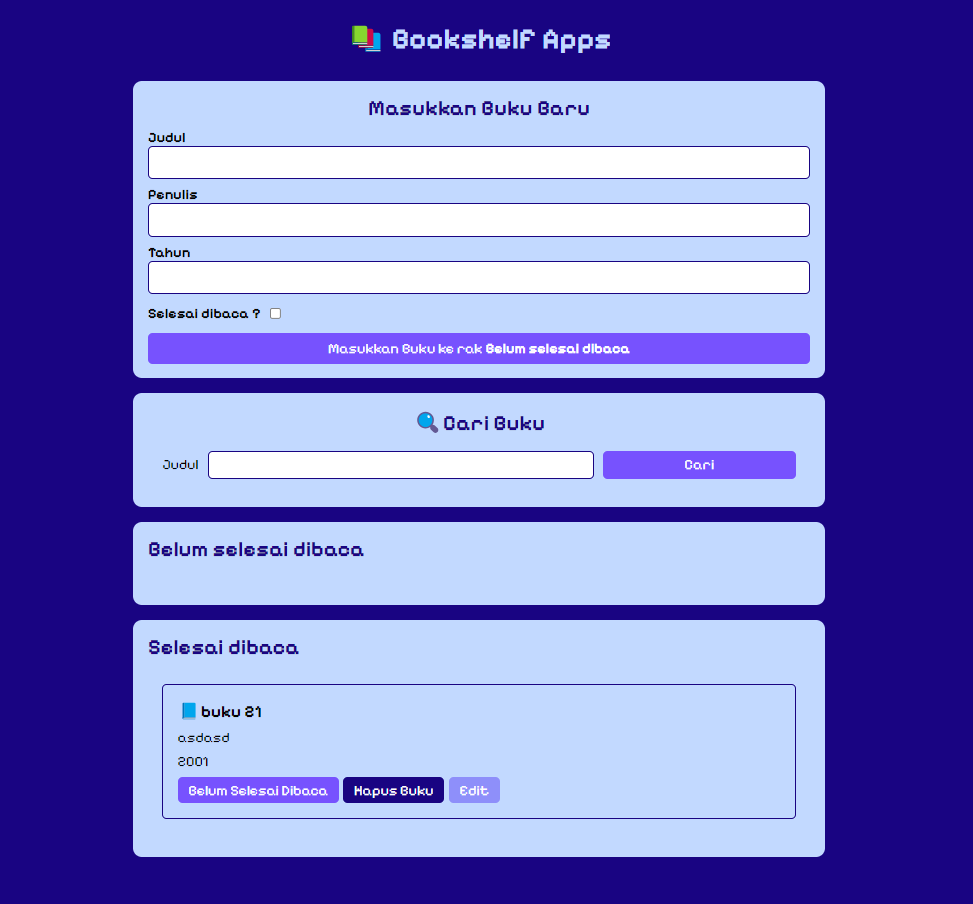 📚 Bookshelf Apps
Masukkan Buku Baru
Judul
Penulis
Tahun
Selesai dibaca ?
Masukkan Buku ke rak Belum selesai dibaca
🔍 Cari Buku
Judul
Cari
Belum selesai dibaca
Selesai dibaca
📘 buku 21
asdasd
2001
Belum Selesai Dibaca Hapus Buku Edit